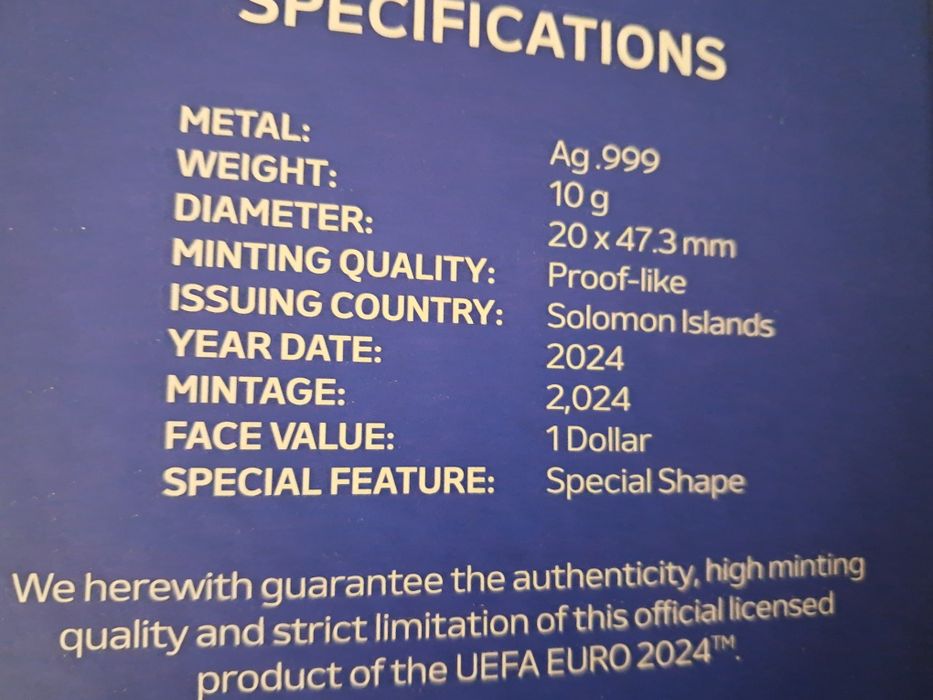 SPECIFICATIONS
METAL: Ag .999
WEIGHT: 10 g
DIAMETER: 20 x 47.3 mm
MINTING QUALITY: Proof-like
ISSUING COUNTRY: Solomon Islands
YEAR DATE: 2024
MINTAGE: 2,024
FACE VALUE: 1 Dollar
SPECIAL FEATURE: Special Shape
We herewith guarantee the authenticity, high minting
quality and strict limitation of this official licensed
product of the UEFA EURO 2024™.